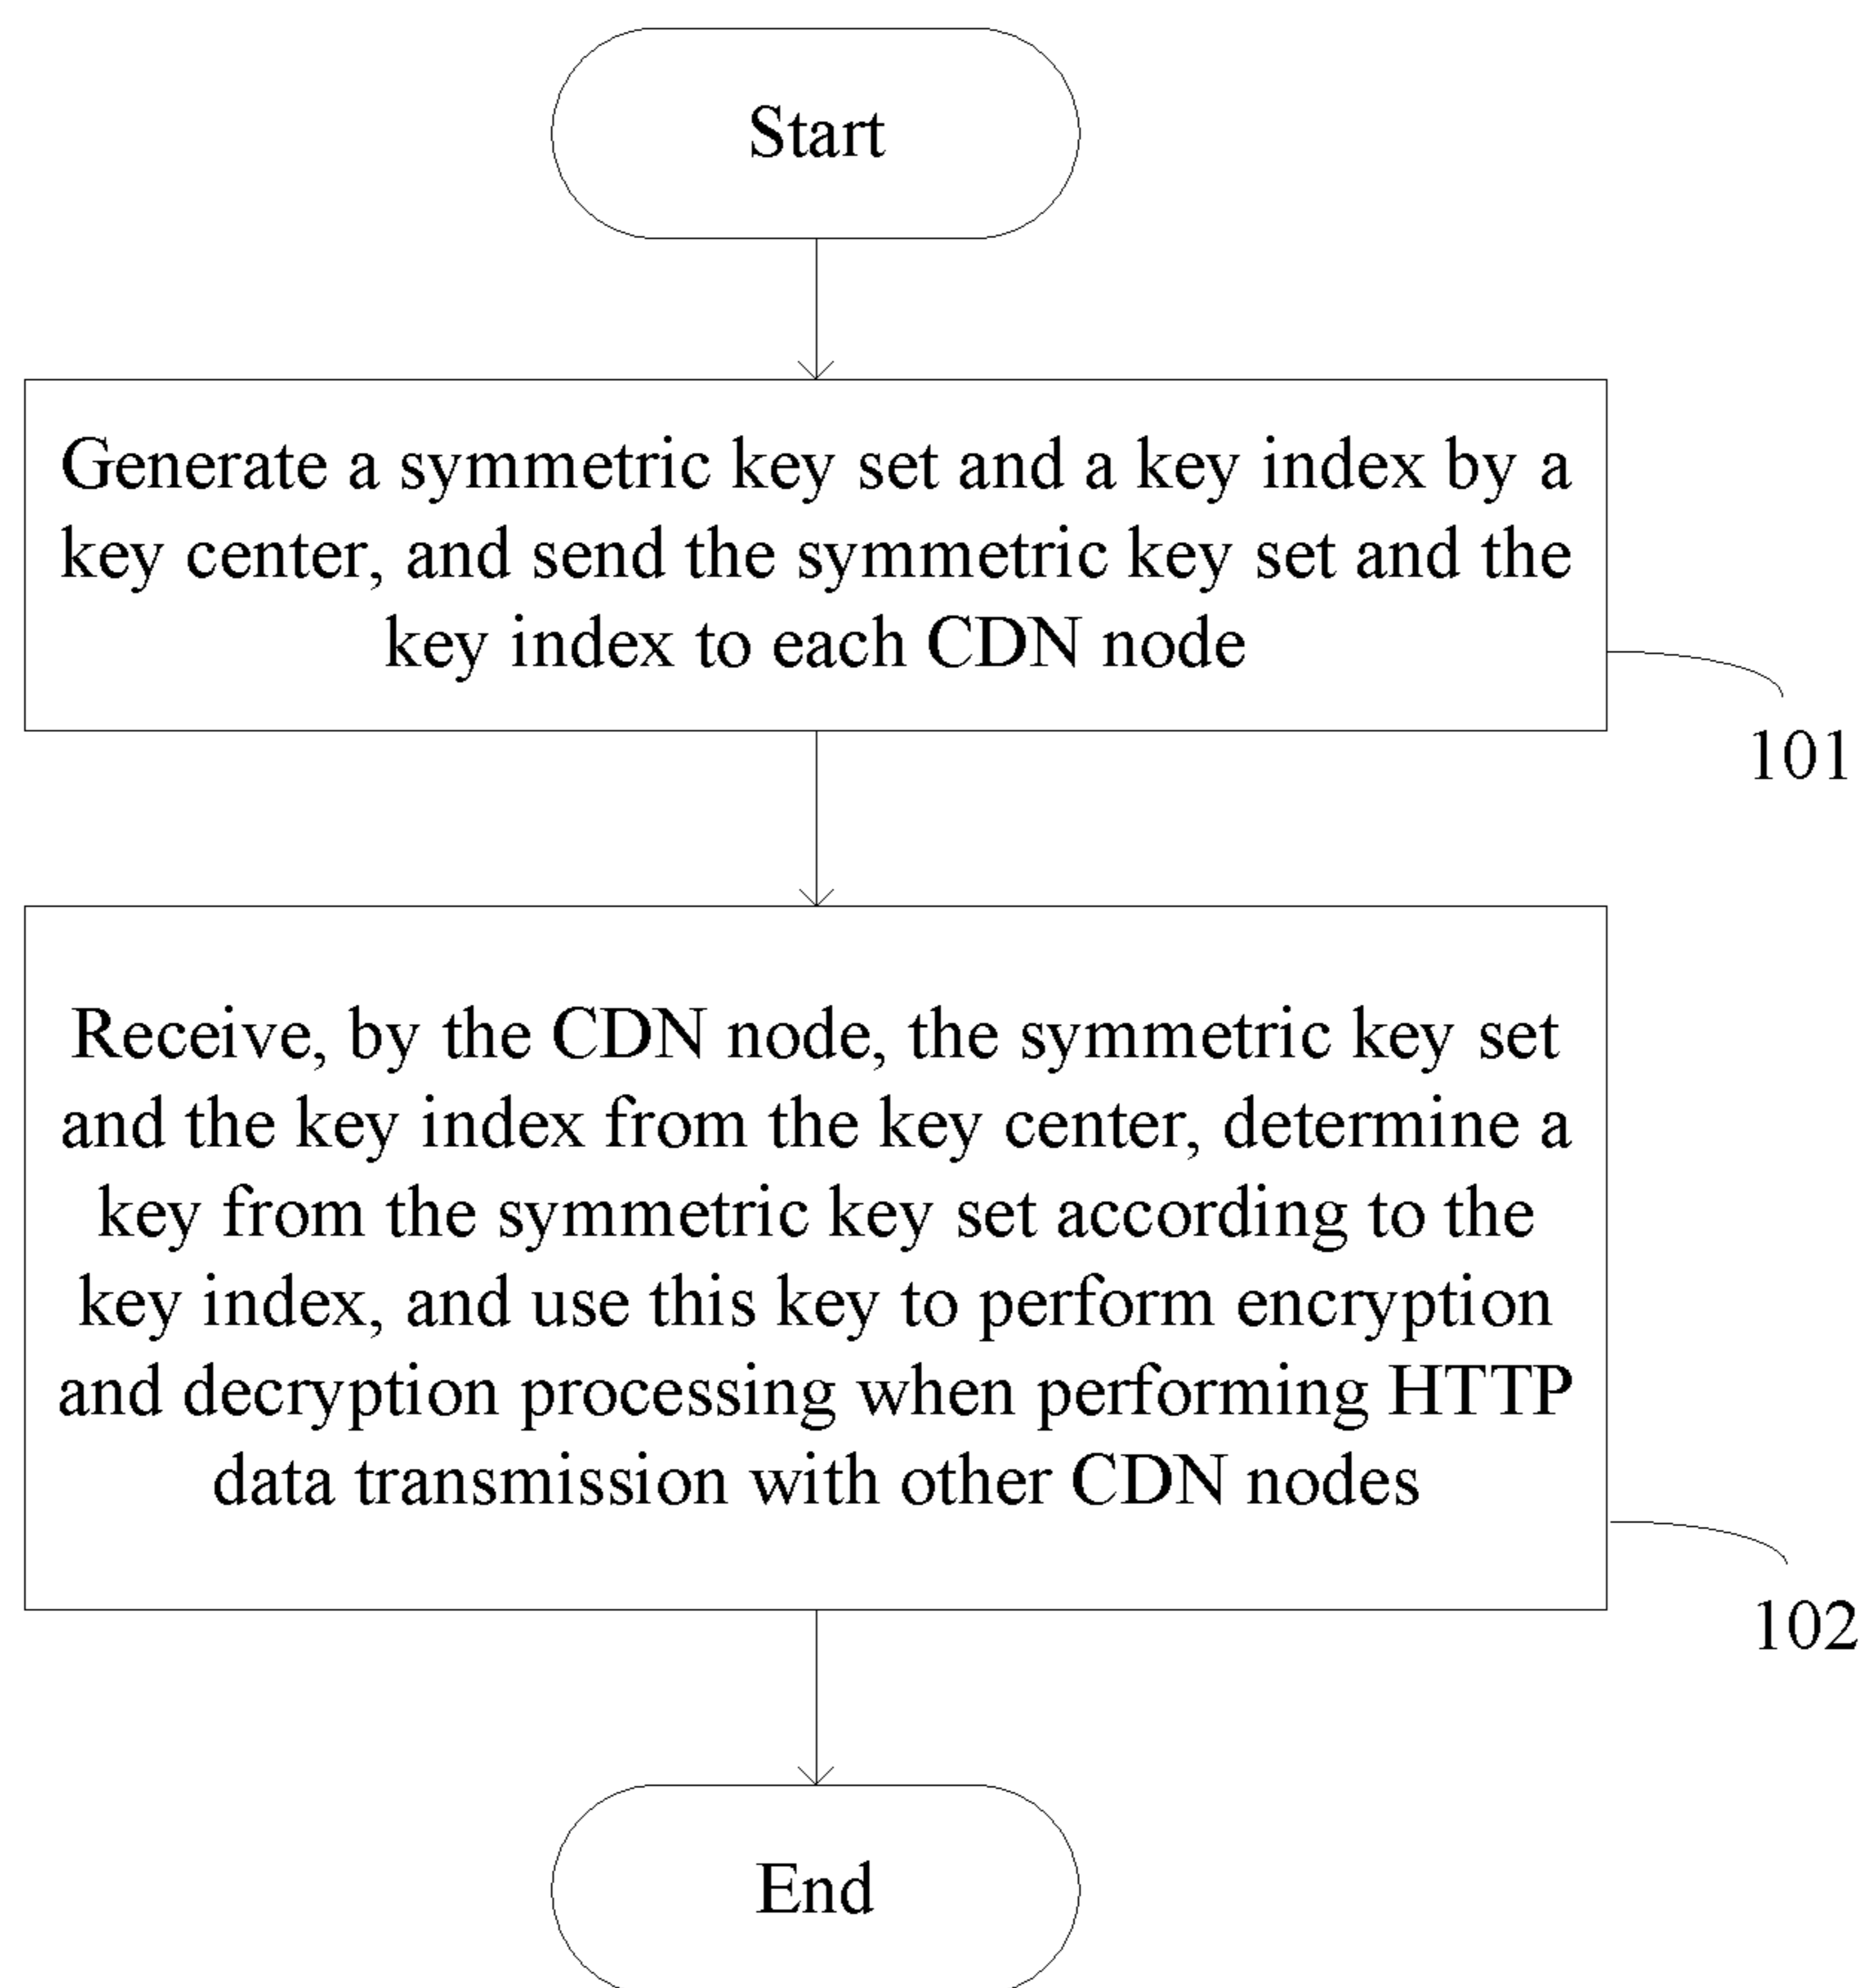 Start
Generate a symmetric key set and a key index by a
key center, and send the symmetric key set and the
key index to each CDN node
101
Receive, by the CDN node, the symmetric key set
and the key index from the key center, determine a
key from the symmetric key set according to the
key index, and use this key to perform encryption
and decryption processing when performing HTTP
data transmission with other CDN nodes
102
End